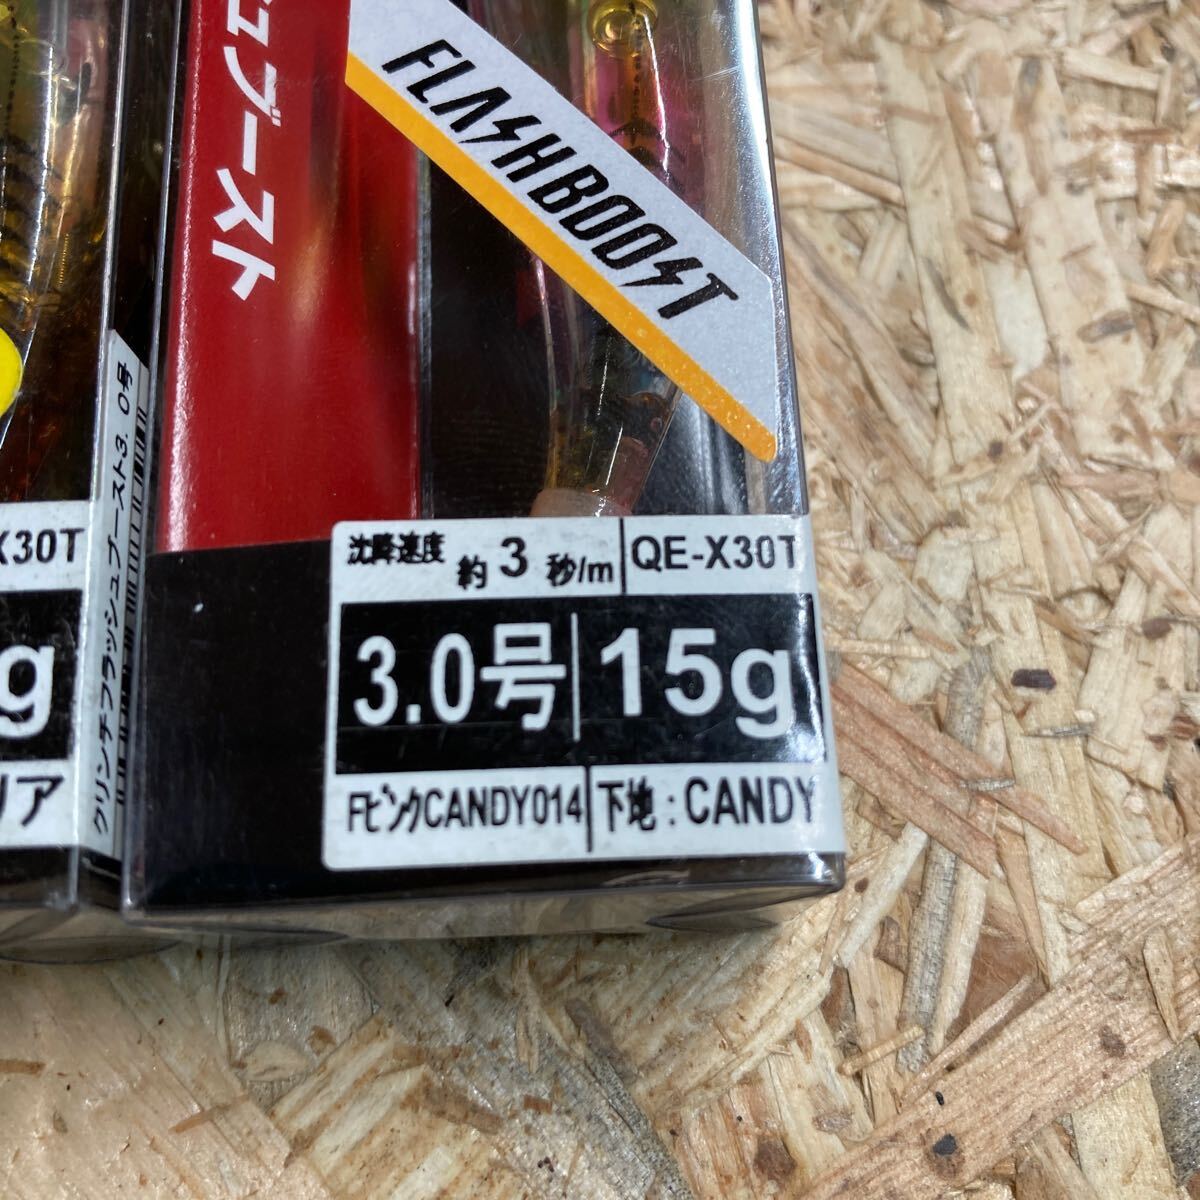 ュブースト
FLASHBOOST
沈降速度 約3秒/m
QE-X30T
3.0号
15g
FピンクCANDY014
下地：CANDY
クリンチフラッシュブースト3.0号
X30T
g
リア